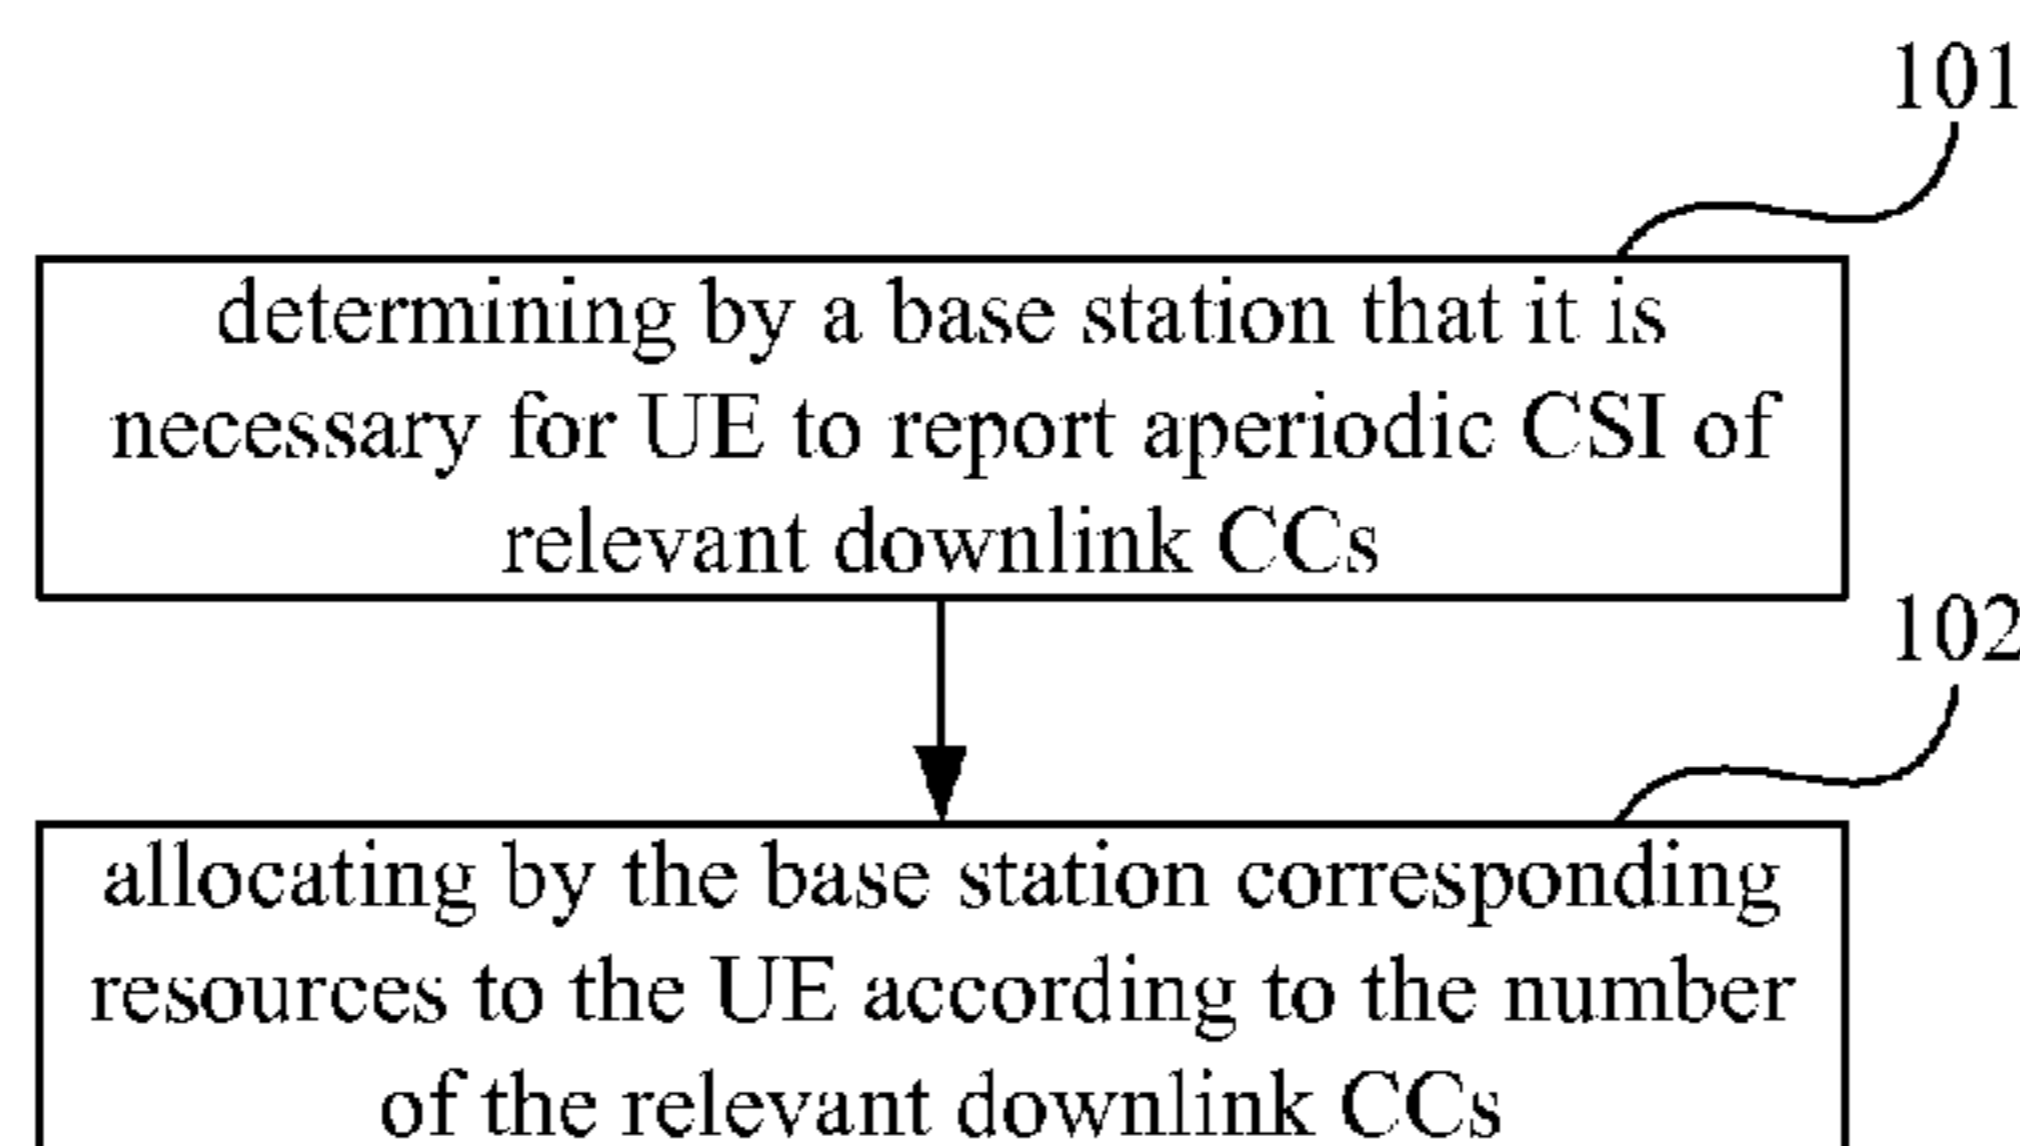 101
determining by a base station that it is
necessary for UE to report aperiodic CSI of
relevant downlink CCs
102
allocating by the base station corresponding
resources to the UE according to the number
of the relevant downlink CCs